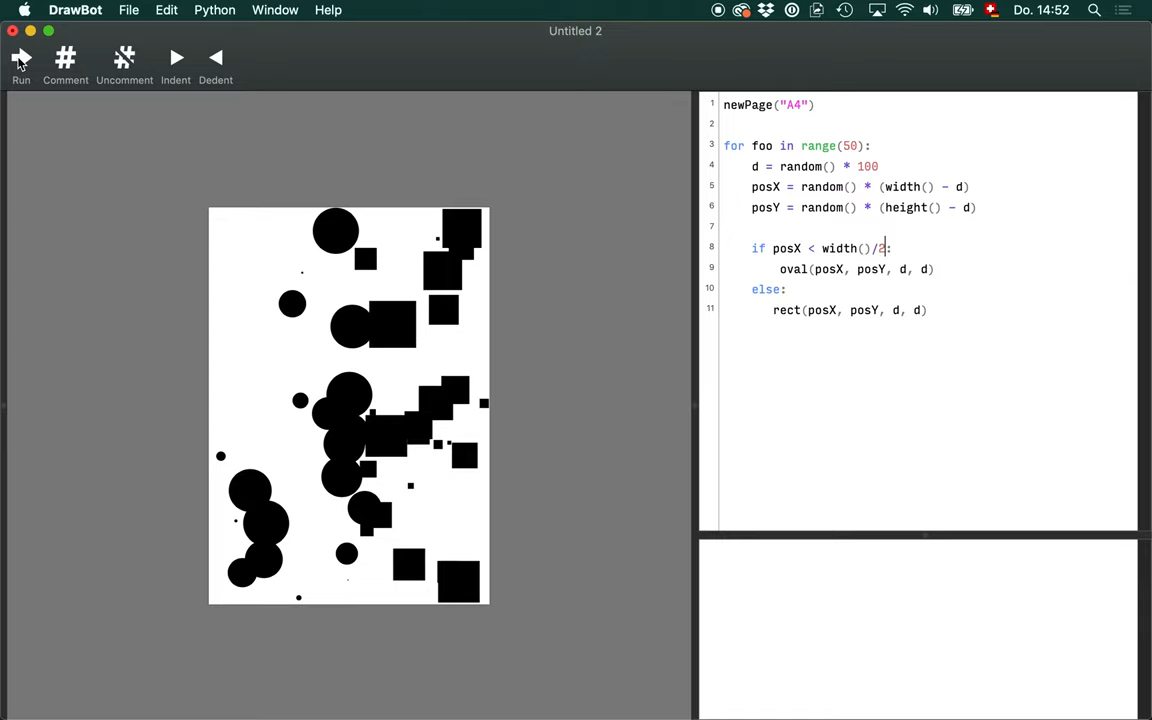 DrawBot File Edit Python Window Help Do. 14:52
Untitled 2
Run Comment Uncomment Indent Dedent
1 newPage("A4")
2
3 for foo in range(50):
4 d = random() * 100
5 posX = random() * (width() - d)
6 posY = random() * (height() - d)
7
8 if posX < width()/2:
9 oval(posX, posY, d, d)
10 else:
11 rect(posX, posY, d, d)